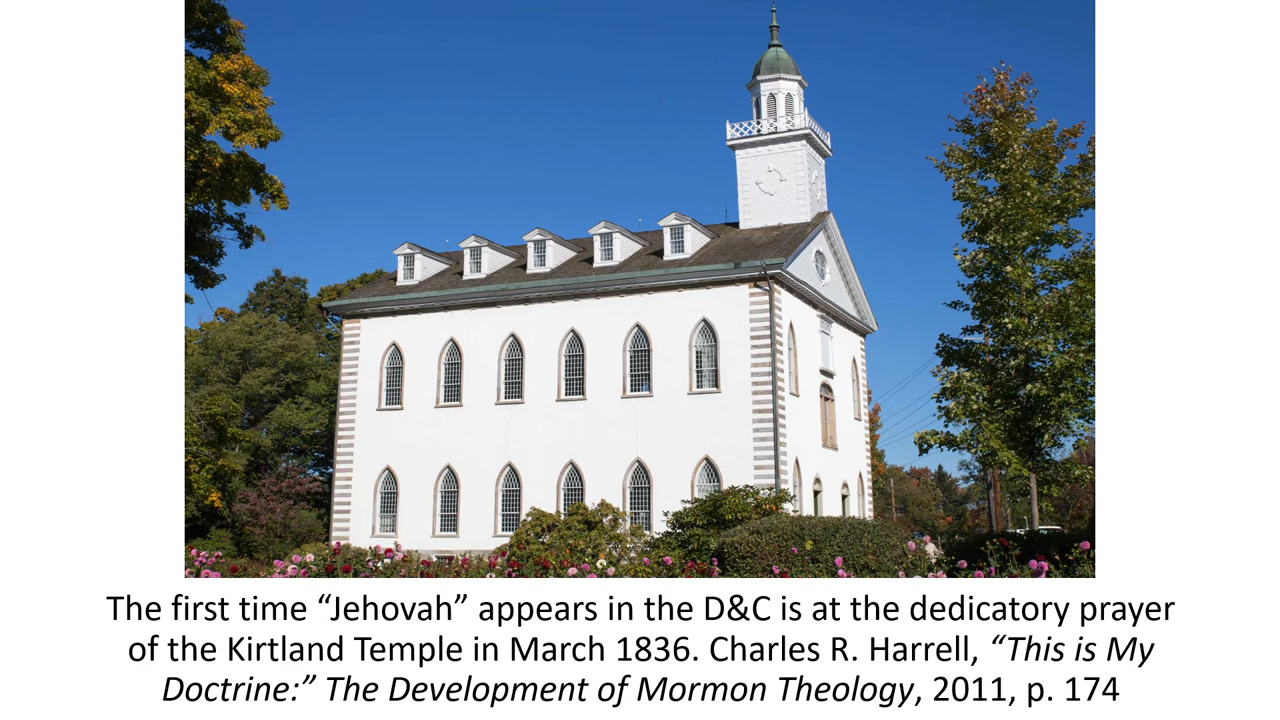 The first time “Jehovah” appears in the D&C is at the dedicatory prayer
of the Kirtland Temple in March 1836. Charles R. Harrell, “This is My
Doctrine:” The Development of Mormon Theology, 2011, p. 174